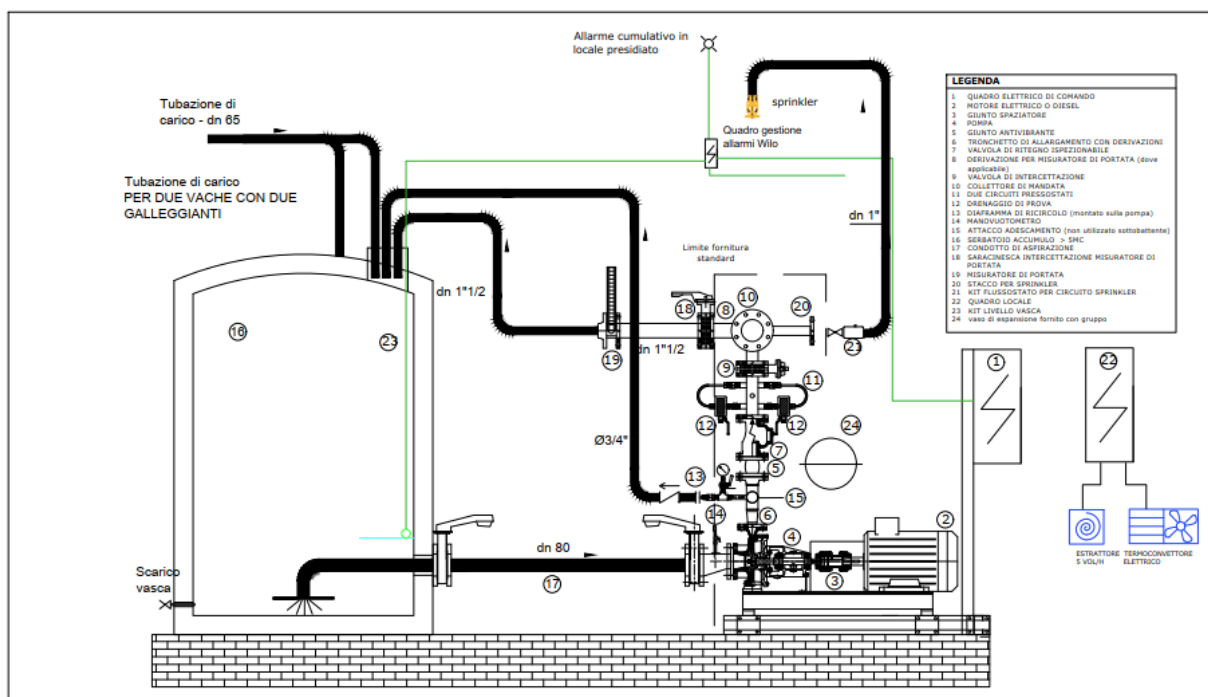 Allarme cumulativo in
locale presidiato
sprinkler
Quadro gestione
allarmi Wilo
Tubazione di
carico - dn 65
Tubazione di carico
PER DUE VACHE CON DUE
GALLEGGIANTI
dn 1"
Limite fornitura
standard
dn 1"1/2
dn 1"1/2
Ø3/4"
dn 80
Scarico
vasca
16
23
18
8
10
20
21
19
9
11
12
12
7
24
5
13
15
14
6
4
3
2
17
1
22
ESTRATTORE
5 VOL/H
TERMOCONVETTORE
ELETTRICO
LEGENDA
1 QUADRO ELETTRICO DI COMANDO
2 MOTORE ELETTRICO O DIESEL
3 GIUNTO SPAZIATORE
4 POMPA
5 GIUNTO ANTIVIBRANTE
6 TRONCHETTO DI ALLARGAMENTO CON DERIVAZIONI
7 VALVOLA DI RITEGNO ISPEZIONABILE
8 DERIVAZIONE PER MISURATORE DI PORTATA (dove
applicabile)
9 VALVOLA DI INTERCETTAZIONE
10 COLLETTORE DI MANDATA
11 DUE CIRCUITI PRESSOSTATI
12 DRENAGGIO DI PROVA
13 DIAFRAMMA DI RICIRCOLO (montato sulla pompa)
14 MANOVUOTOMETRO
15 ATTACCO ADESCAMENTO (non utilizzato sottobattente)
16 SERBATOIO ACCUMULO > 5MC
17 CONDOTTO DI ASPIRAZIONE
18 SARACINESCA INTERCETTAZIONE MISURATORE DI
PORTATA
19 MISURATORE DI PORTATA
20 STACCO PER SPRINKLER
21 KIT FLUSSOSTATO PER CIRCUITO SPRINKLER
22 QUADRO LOCALE
23 KIT LIVELLO VASCA
24 vaso di espansione fornito con gruppo